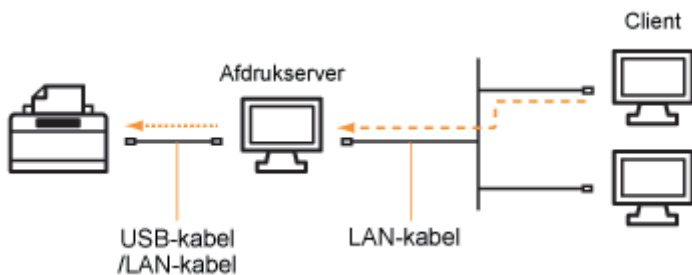 Client
Afdrukserver
USB-kabel
/LAN-kabel
LAN-kabel